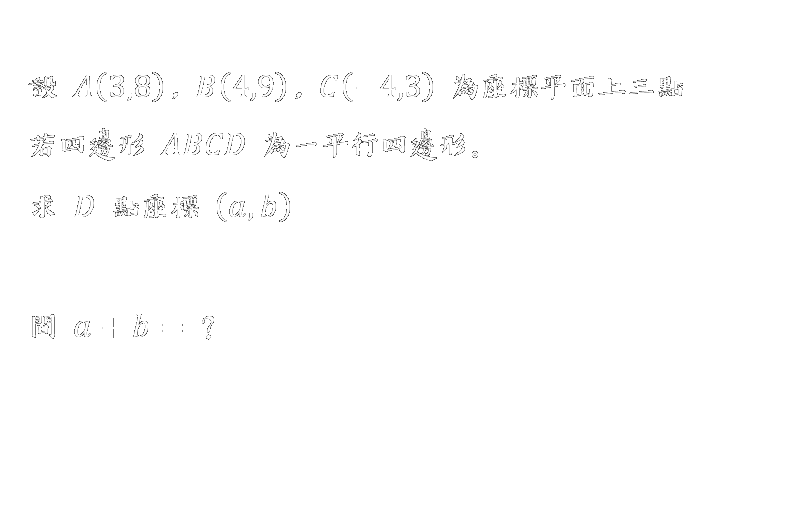 設 A(3,8), B(4,9), C(−4,3) 為座標平面上三點
若四邊形 ABCD 為一平行四邊形。
求 D 點座標 (a, b)
問 a + b = ?